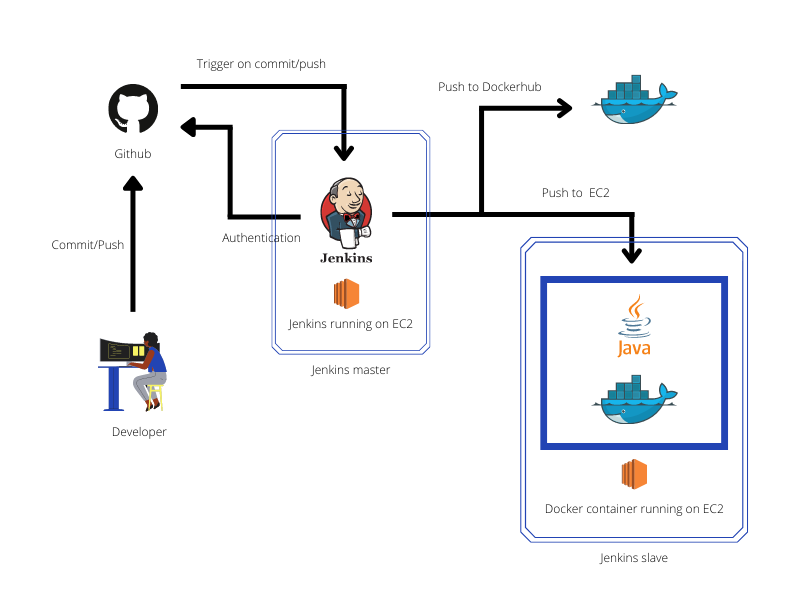 Trigger on commit/push
Push to Dockerhub
Github
Push to EC2
Commit/Push
Authentication
Jenkins
Jenkins running on EC2
Java
Jenkins master
Developer
Docker container running on EC2
Jenkins slave